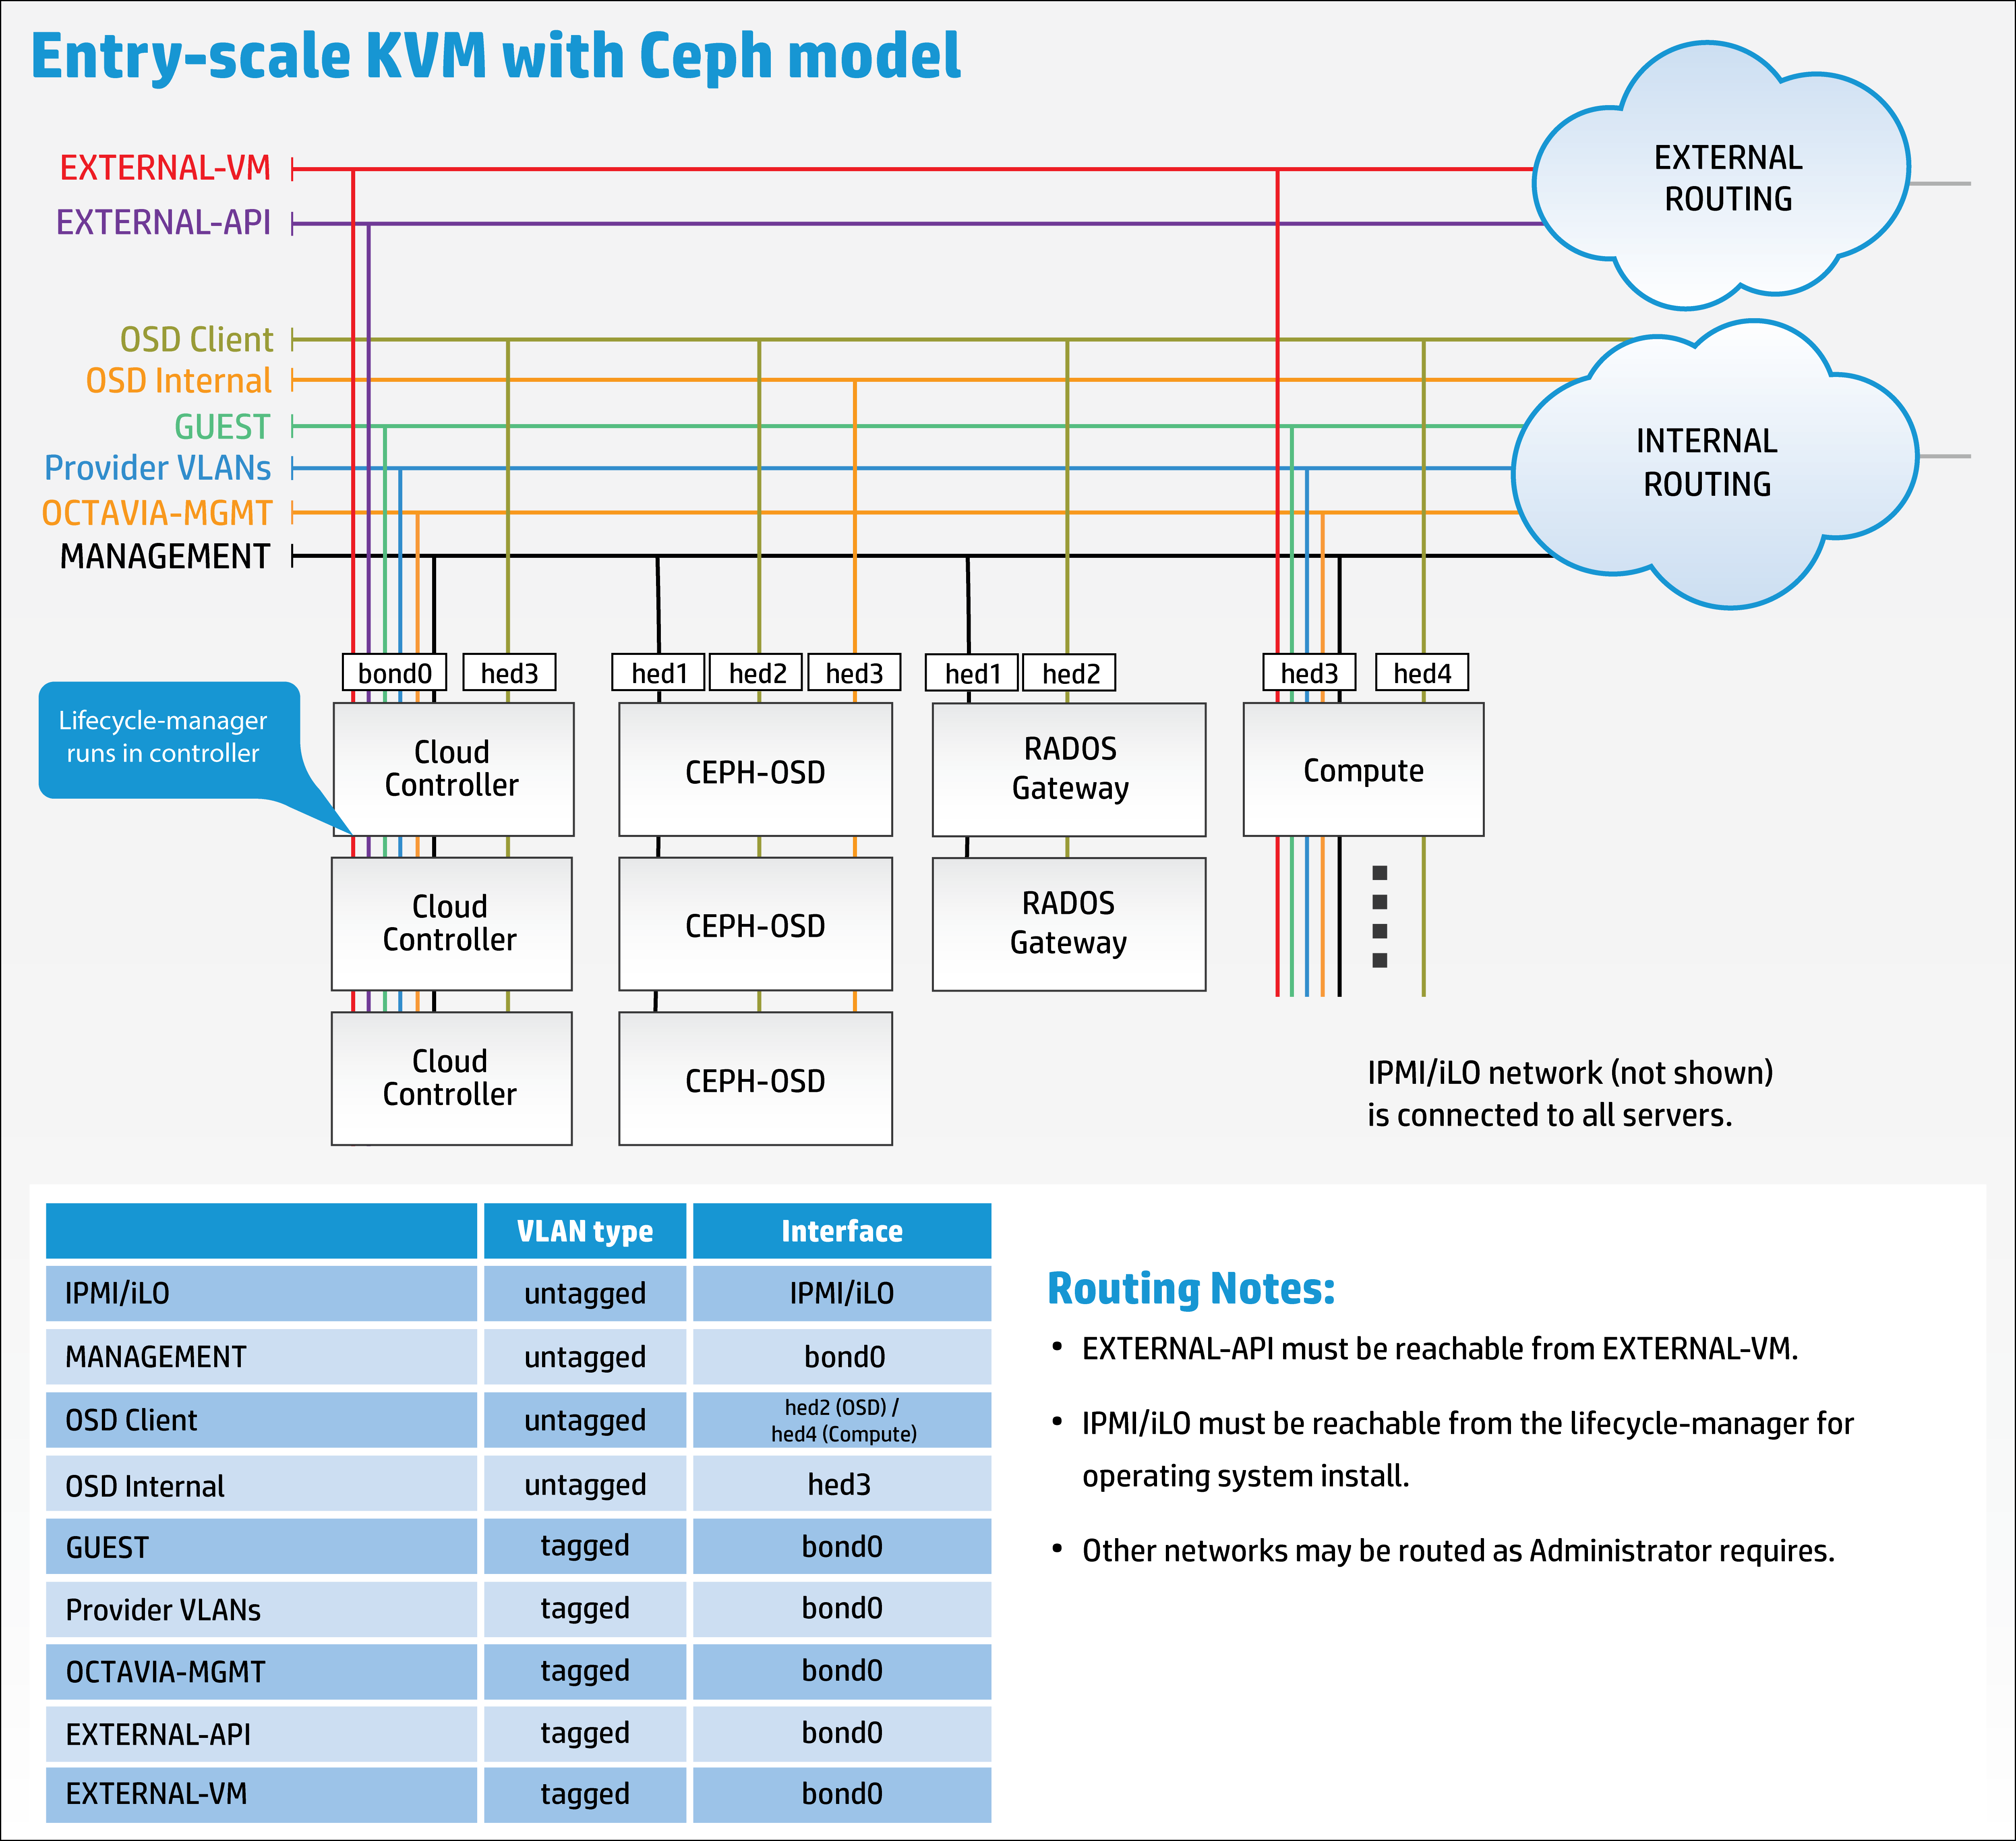 Entry-scale KVM with Ceph model
EXTERNAL-VM
EXTERNAL-API
EXTERNAL
ROUTING
OSD Client
OSD Internal
GUEST
Provider VLANs
OCTAVIA-MGMT
MANAGEMENT
INTERNAL
ROUTING
bond0 hed3 hed1 hed2 hed3 hed1 hed2 hed3 hed4
Lifecycle-manager
runs in controller
Cloud
Controller
CEPH-OSD
RADOS
Gateway
Compute
Cloud
Controller
CEPH-OSD
RADOS
Gateway
Cloud
Controller
CEPH-OSD
IPMI/iLO network (not shown)
is connected to all servers.
VLAN type Interface
IPMI/iLO untagged IPMI/iLO
MANAGEMENT untagged bond0
OSD Client untagged hed2 (OSD) /
hed4 (Compute)
OSD Internal untagged hed3
GUEST tagged bond0
Provider VLANs tagged bond0
OCTAVIA-MGMT tagged bond0
EXTERNAL-API tagged bond0
EXTERNAL-VM tagged bond0
Routing Notes:
• EXTERNAL-API must be reachable from EXTERNAL-VM.
• IPMI/iLO must be reachable from the lifecycle-manager for
operating system install.
• Other networks may be routed as Administrator requires.